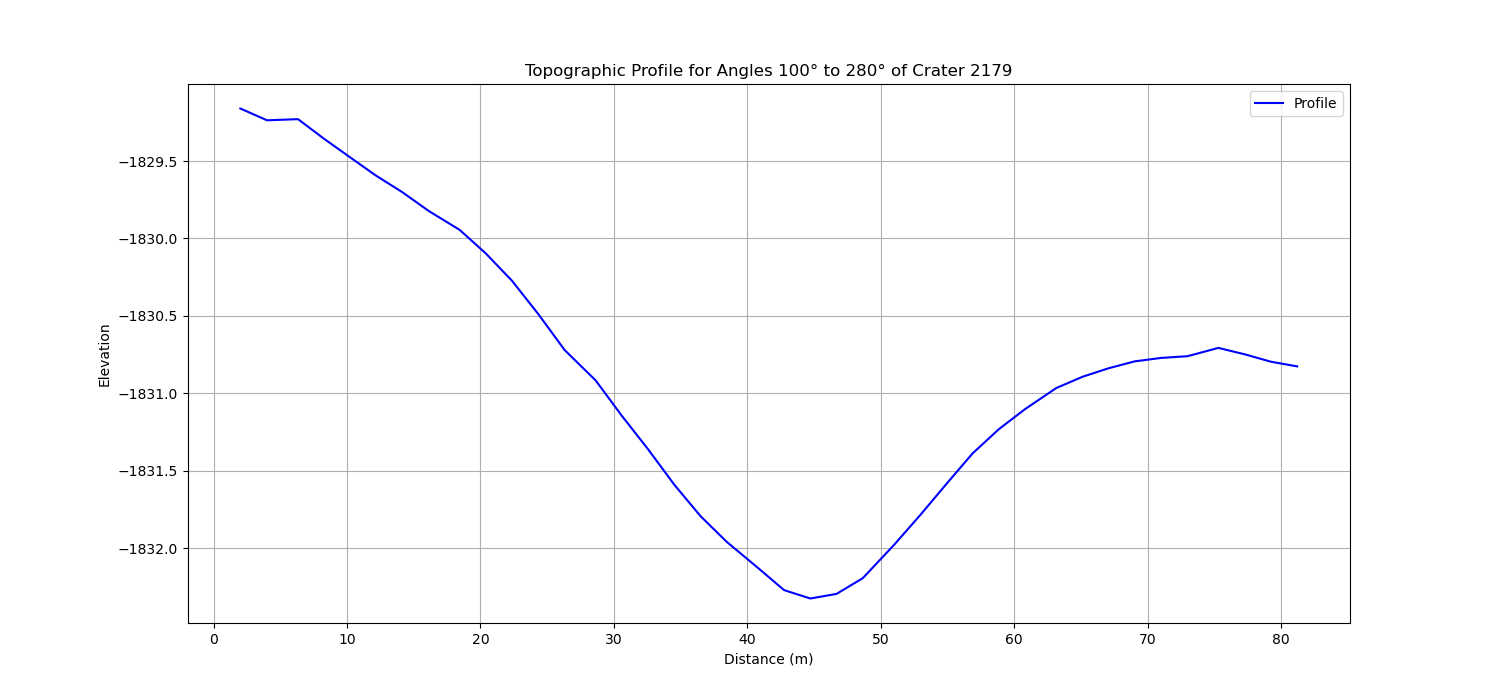 Topographic Profile for Angles 100° to 280° of Crater 2179
Profile
−1829.5
−1830.0
−1830.5
−1831.0
−1831.5
−1832.0
Elevation
0 10 20 30 40 50 60 70 80
Distance (m)